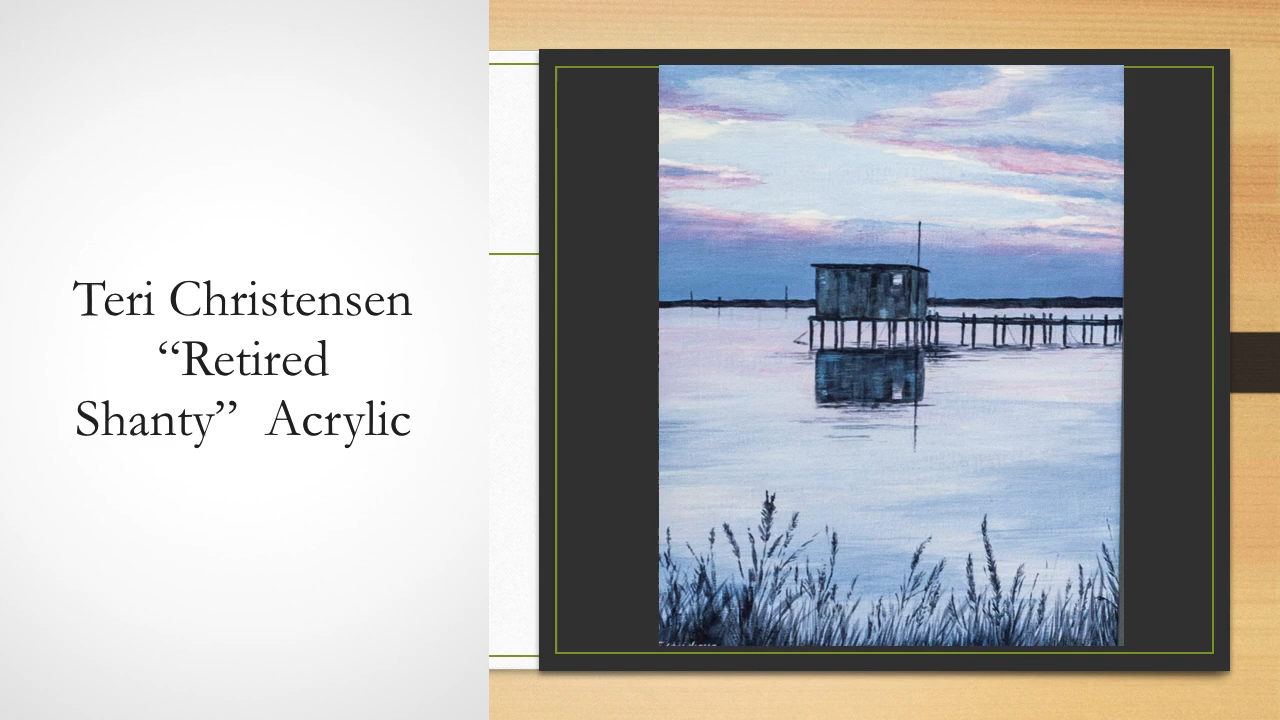 Teri Christensen
“Retired
Shanty”  Acrylic